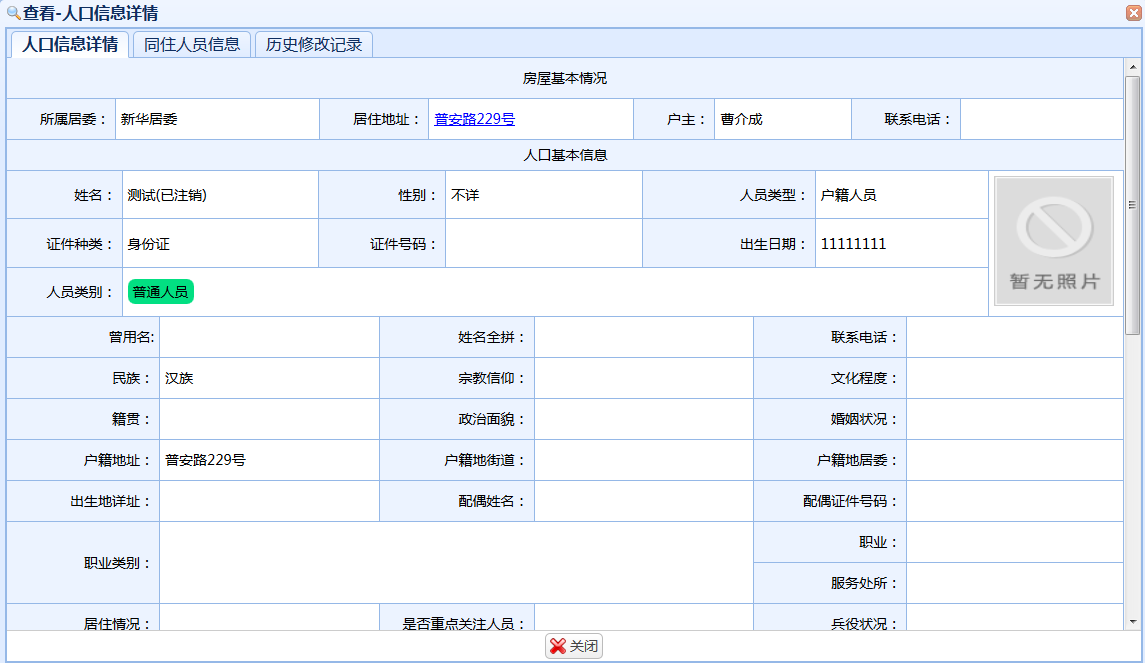 查看-人口信息详情
人口信息详情 同住人员信息 历史修改记录
房屋基本情况
所属居委： 新华居委 居住地址： 普安路229号 户主： 曹介成 联系电话：
人口基本信息
姓名： 测试(已注销) 性别： 不详 人员类型： 户籍人员
证件种类： 身份证 证件号码： 出生日期： 11111111
暂无照片
人员类别： 普通人员
曾用名: 姓名全拼： 联系电话：
民族： 汉族 宗教信仰： 文化程度：
籍贯： 政治面貌： 婚姻状况：
户籍地址： 普安路229号 户籍地街道： 户籍地居委：
出生地详址： 配偶姓名： 配偶证件号码：
职业类别： 职业：
服务处所：
居住情况： 是否重点关注人员： 兵役状况：
关闭